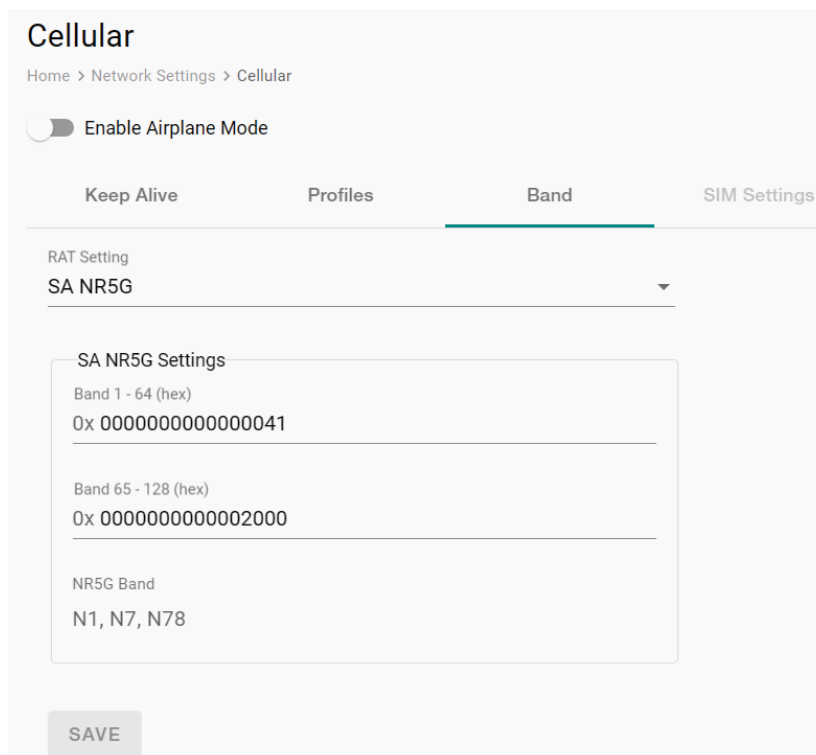 Cellular
Home > Network Settings > Cellular
Enable Airplane Mode
Keep Alive Profiles Band SIM Settings
RAT Setting
SA NR5G
SA NR5G Settings
Band 1 - 64 (hex)
0x 0000000000000041
Band 65 - 128 (hex)
0x 0000000000002000
NR5G Band
N1, N7, N78
SAVE